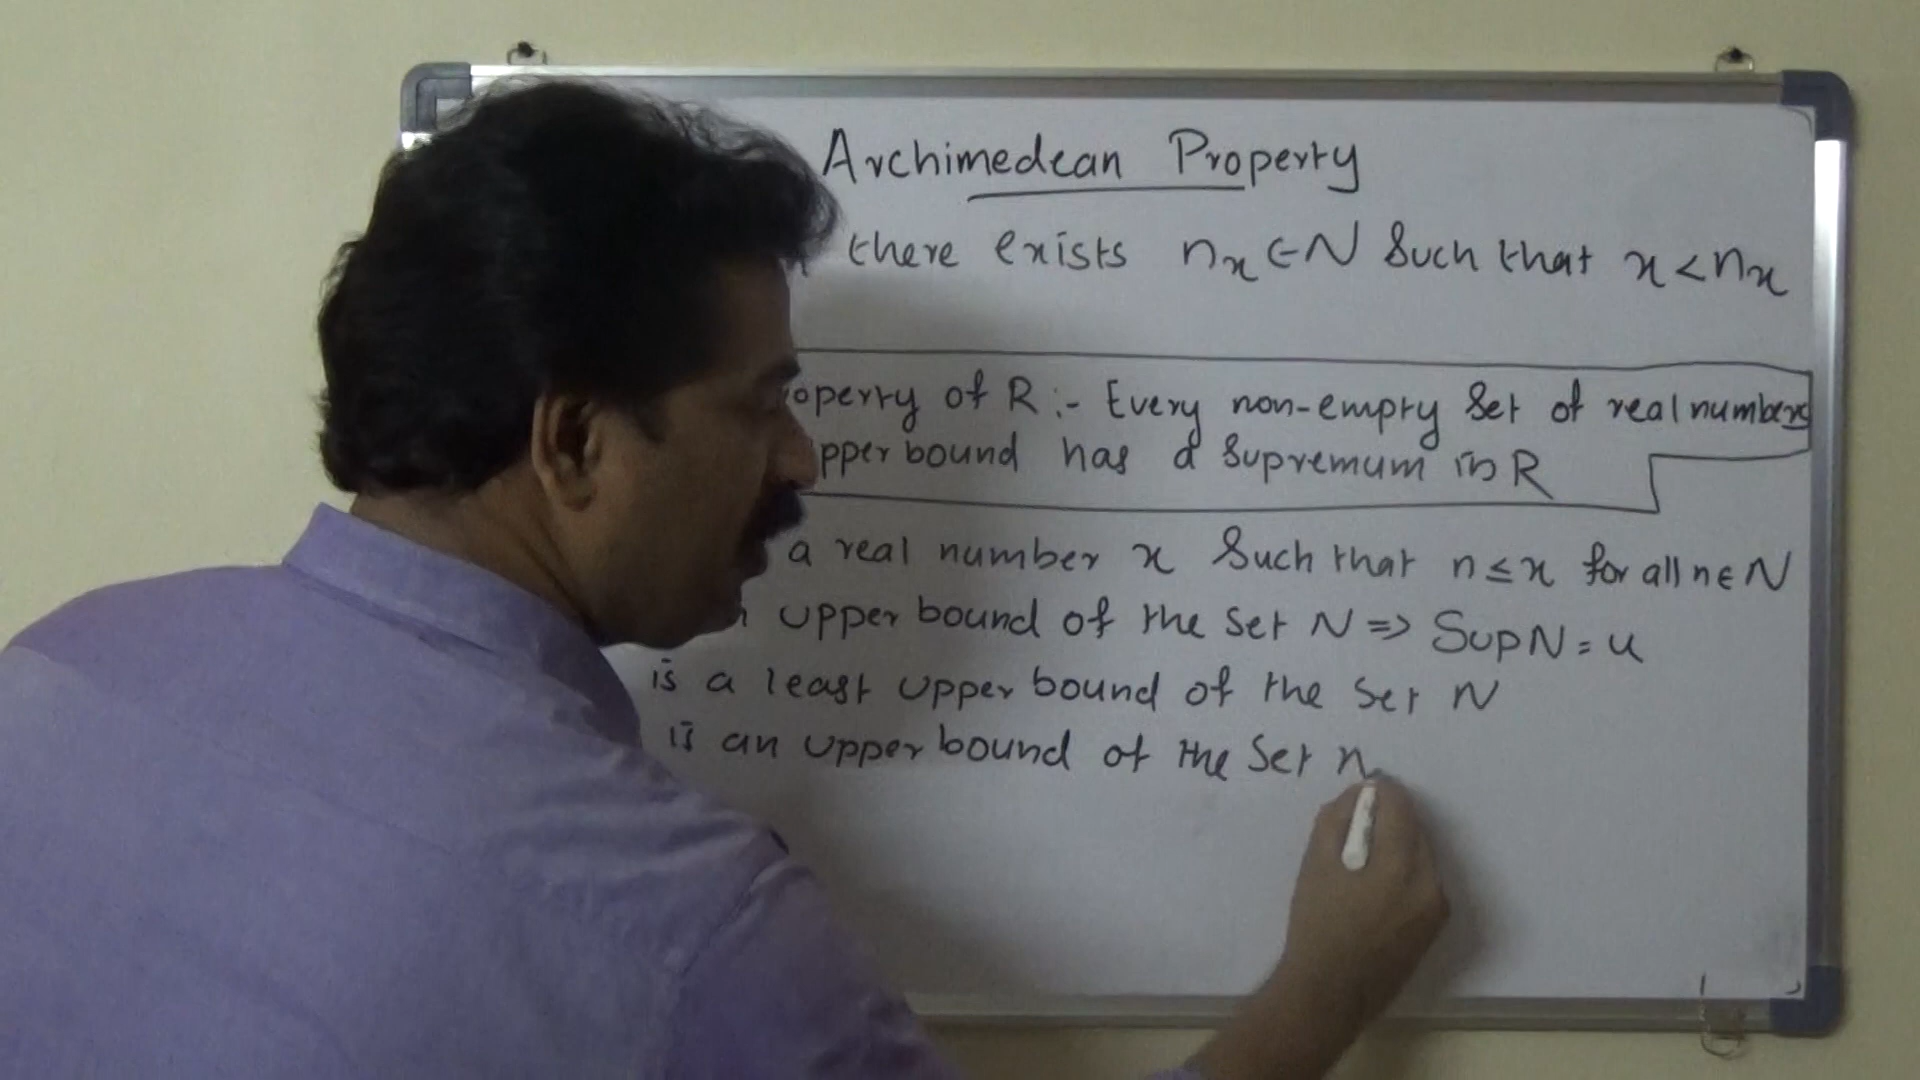 Archimedean Property
there exists nₓ ∈ N Such that x < nₓ
operty of R :- Every non-empty Set of real numbers
pper bound has a Supremum in R
a real number x Such that n ≤ x for all n ∈ N
upper bound of the Set N ⇒ Sup N = u
is a least upper bound of the Set N
is an upper bound of the Set N